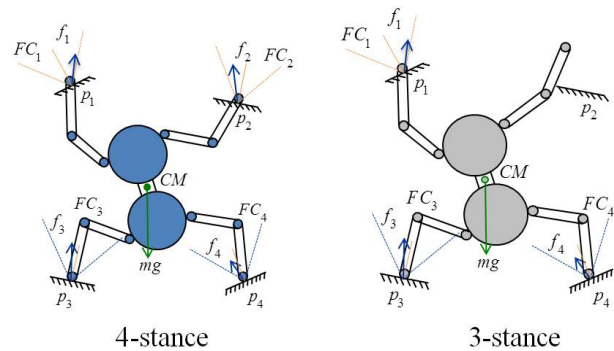 FC₁ f₁ f₂ FC₂
p₁ p₂
CM
FC₃ FC₄
f₃ f₄
mg
p₃ p₄
4-stance
FC₁ f₁
p₁ p₂
CM
FC₃ FC₄
f₃ f₄
mg
p₃ p₄
3-stance